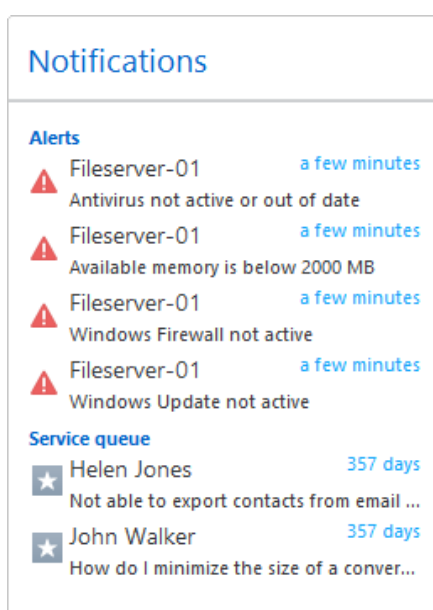 Notifications
Alerts
Fileserver-01 a few minutes
Antivirus not active or out of date
Fileserver-01 a few minutes
Available memory is below 2000 MB
Fileserver-01 a few minutes
Windows Firewall not active
Fileserver-01 a few minutes
Windows Update not active
Service queue
Helen Jones 357 days
Not able to export contacts from email ...
John Walker 357 days
How do I minimize the size of a conver...